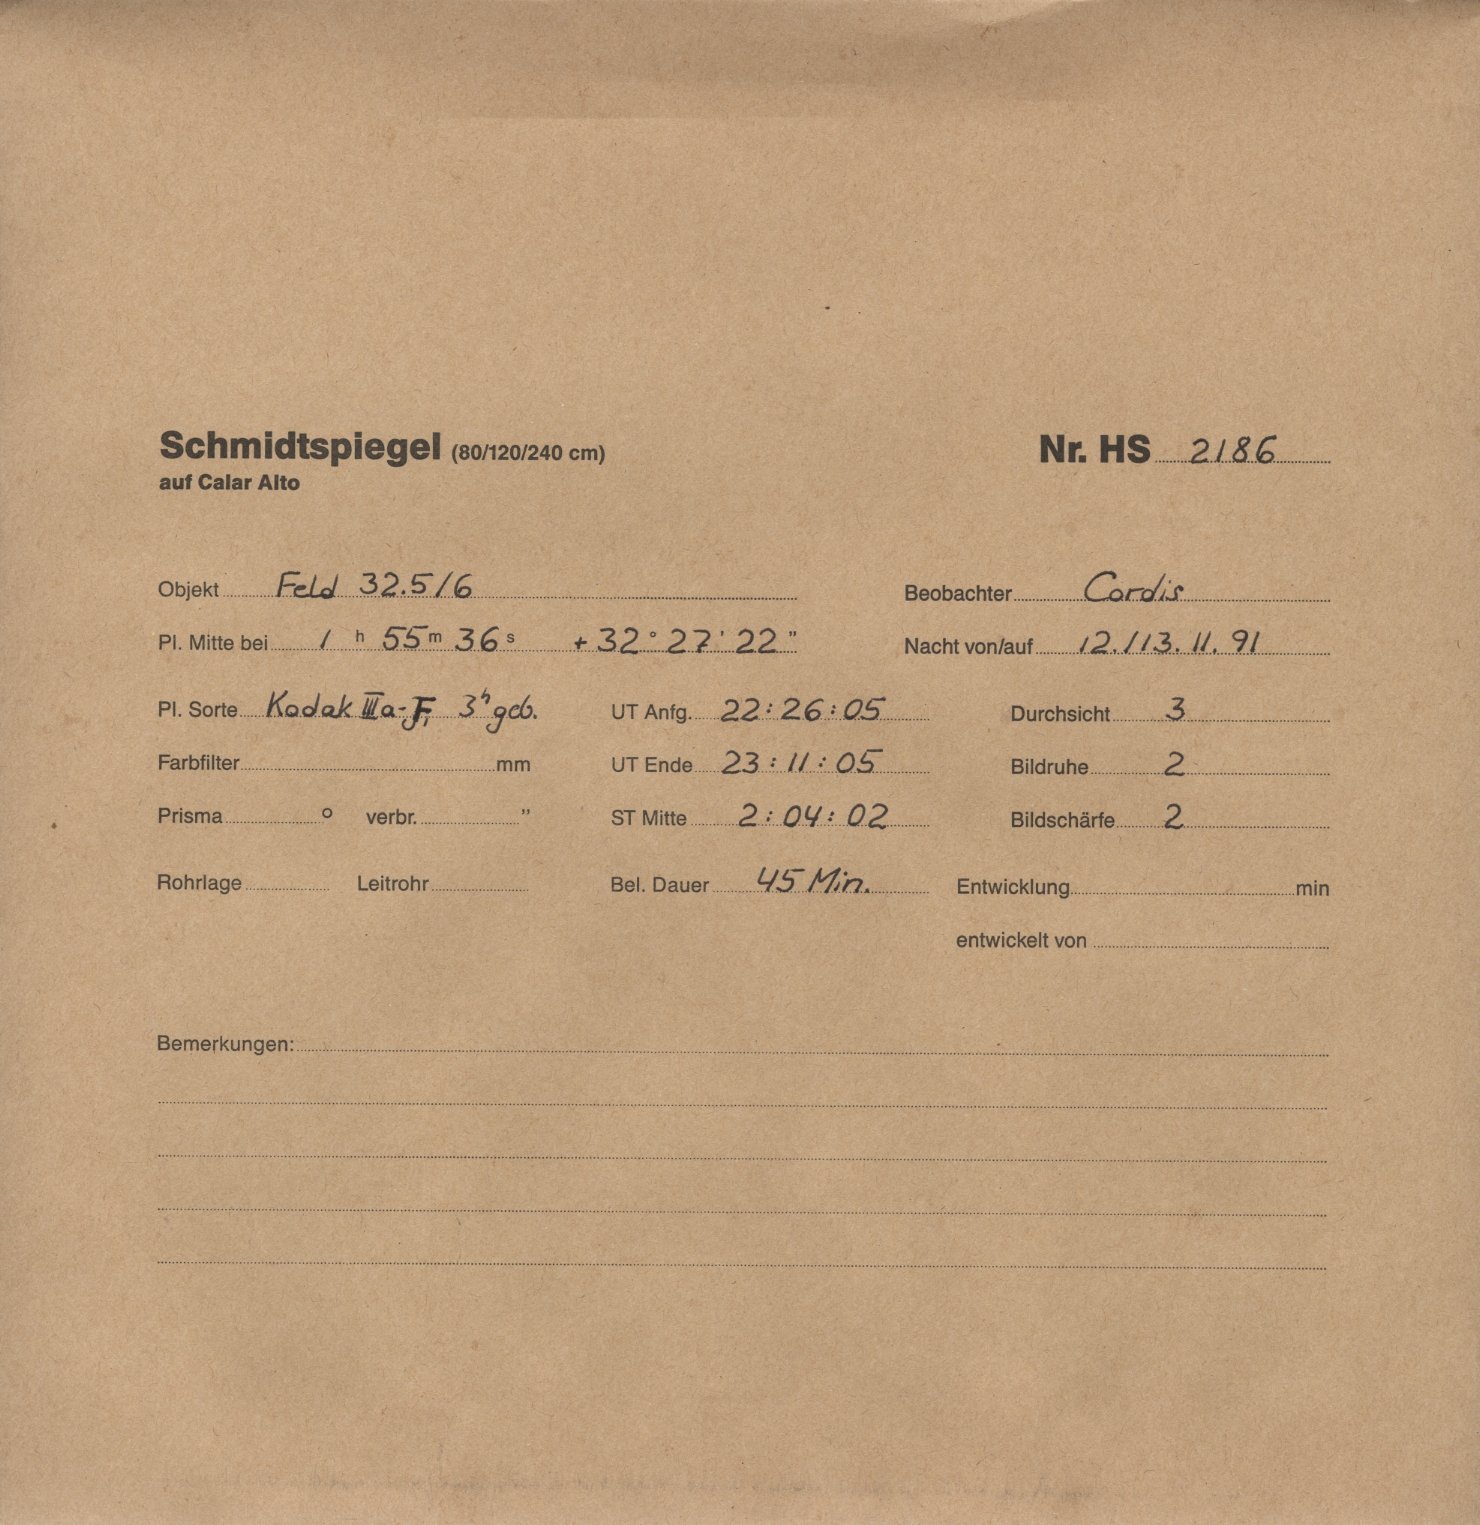 Schmidtspiegel (80/120/240 cm) Nr. HS 2186
auf Calar Alto
Objekt Feld 32.5/6 Beobachter Cordis
Pl. Mitte bei 1 h 55 m 36 s +32° 27' 22" Nacht von/auf 12./13. 11. 91
Pl. Sorte Kodak IIIa-F, 3h geb. UT Anfg. 22:26:05 Durchsicht 3
Farbfilter mm UT Ende 23:11:05 Bildruhe 2
Prisma ° verbr. " ST Mitte 2:04:02 Bildschärfe 2
Rohrlage Leitrohr Bel. Dauer 45 Min. Entwicklung min
entwickelt von
Bemerkungen: